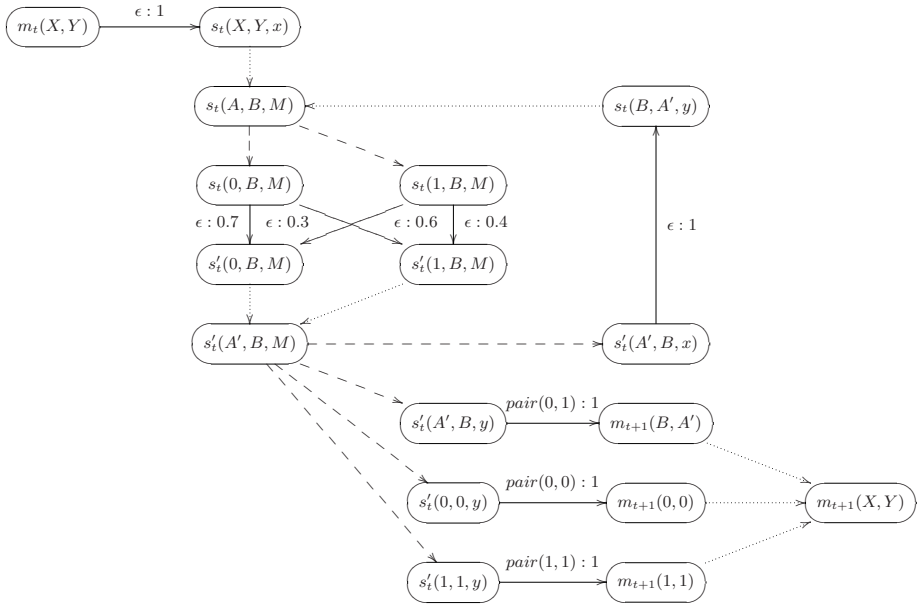 ϵ : 1
m_t(X, Y) s_t(X, Y, x)
s_t(A, B, M) s_t(B, A′, y)
s_t(0, B, M) s_t(1, B, M)
ϵ : 0.7 ϵ : 0.3 ϵ : 0.6 ϵ : 0.4 ϵ : 1
s′_t(0, B, M) s′_t(1, B, M)
s′_t(A′, B, M) s′_t(A′, B, x)
pair(0, 1) : 1
s′_t(A′, B, y) m_{t+1}(B, A′)
pair(0, 0) : 1
s′_t(0, 0, y) m_{t+1}(0, 0) m_{t+1}(X, Y)
pair(1, 1) : 1
s′_t(1, 1, y) m_{t+1}(1, 1)